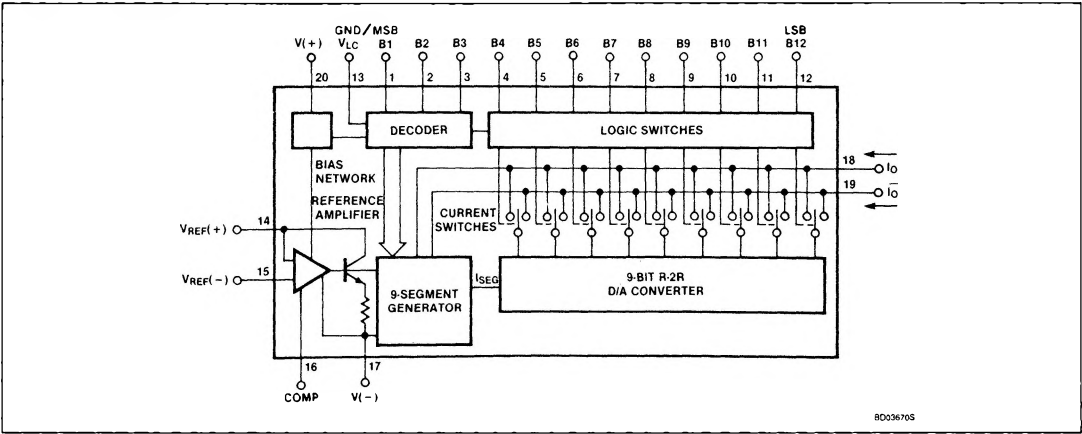 GND/MSB LSB
V(+) VLC B1 B2 B3 B4 B5 B6 B7 B8 B9 B10 B11 B12
20 13 1 2 3 4 5 6 7 8 9 10 11 12
DECODER LOGIC SWITCHES
18
IO
19
IO
BIAS
NETWORK
REFERENCE
AMPLIFIER
CURRENT
SWITCHES
14
VREF(+)
15
VREF(-)
9-SEGMENT
GENERATOR
ISEG
9-BIT R-2R
D/A CONVERTER
16 17
COMP V(-)
BD03670S